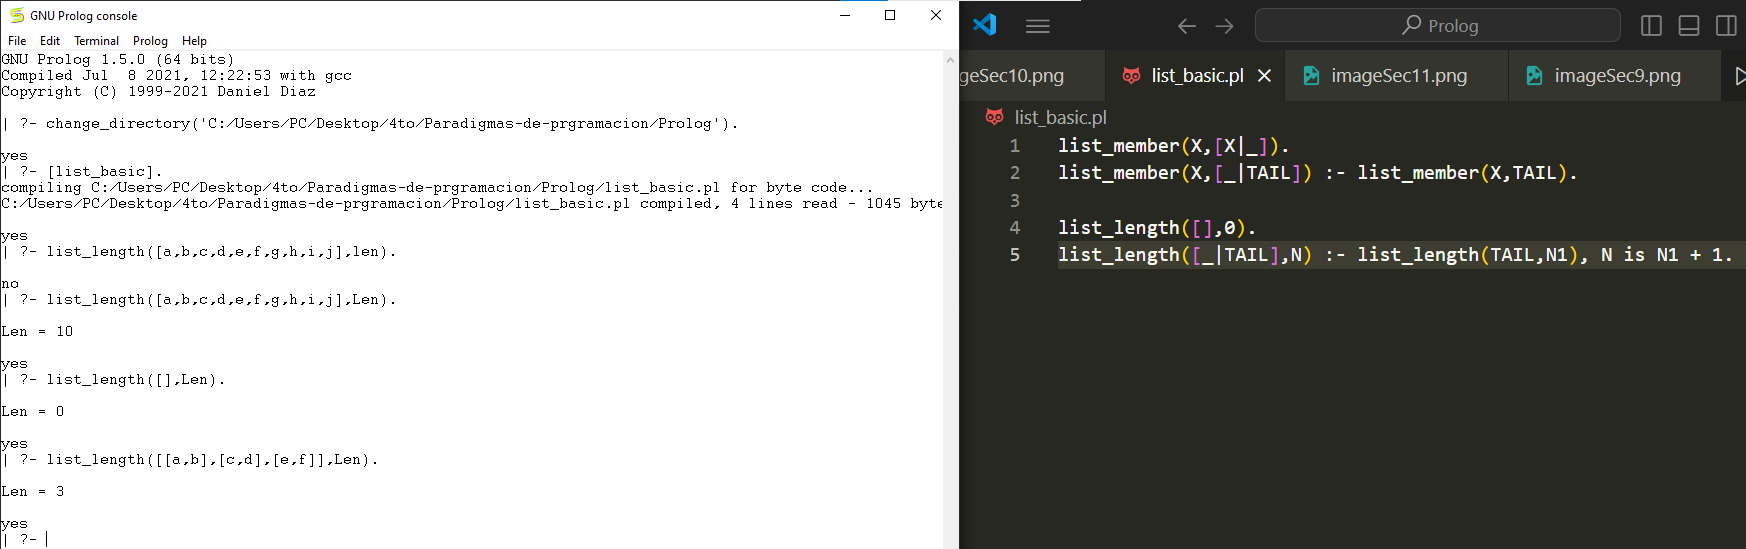 GNU Prolog console
File Edit Terminal Prolog Help
GNU Prolog 1.5.0 (64 bits)
Compiled Jul  8 2021, 12:22:53 with gcc
Copyright (C) 1999-2021 Daniel Diaz
| ?- change_directory('C:/Users/PC/Desktop/4to/Paradigmas-de-prgramacion/Prolog').
yes
| ?- [list_basic].
compiling C:/Users/PC/Desktop/4to/Paradigmas-de-prgramacion/Prolog/list_basic.pl for byte code...
C:/Users/PC/Desktop/4to/Paradigmas-de-prgramacion/Prolog/list_basic.pl compiled, 4 lines read - 1045 byte
yes
| ?- list_length([a,b,c,d,e,f,g,h,i,j],len).
no
| ?- list_length([a,b,c,d,e,f,g,h,i,j],Len).
Len = 10
yes
| ?- list_length([],Len).
Len = 0
yes
| ?- list_length([[a,b],[c,d],[e,f]],Len).
Len = 3
yes
| ?-
Prolog
geSec10.png list_basic.pl imageSec11.png imageSec9.png
list_basic.pl
1 list_member(X,[X|_]).
2 list_member(X,[_|TAIL]) :- list_member(X,TAIL).
3
4 list_length([],0).
5 list_length([_|TAIL],N) :- list_length(TAIL,N1), N is N1 + 1.